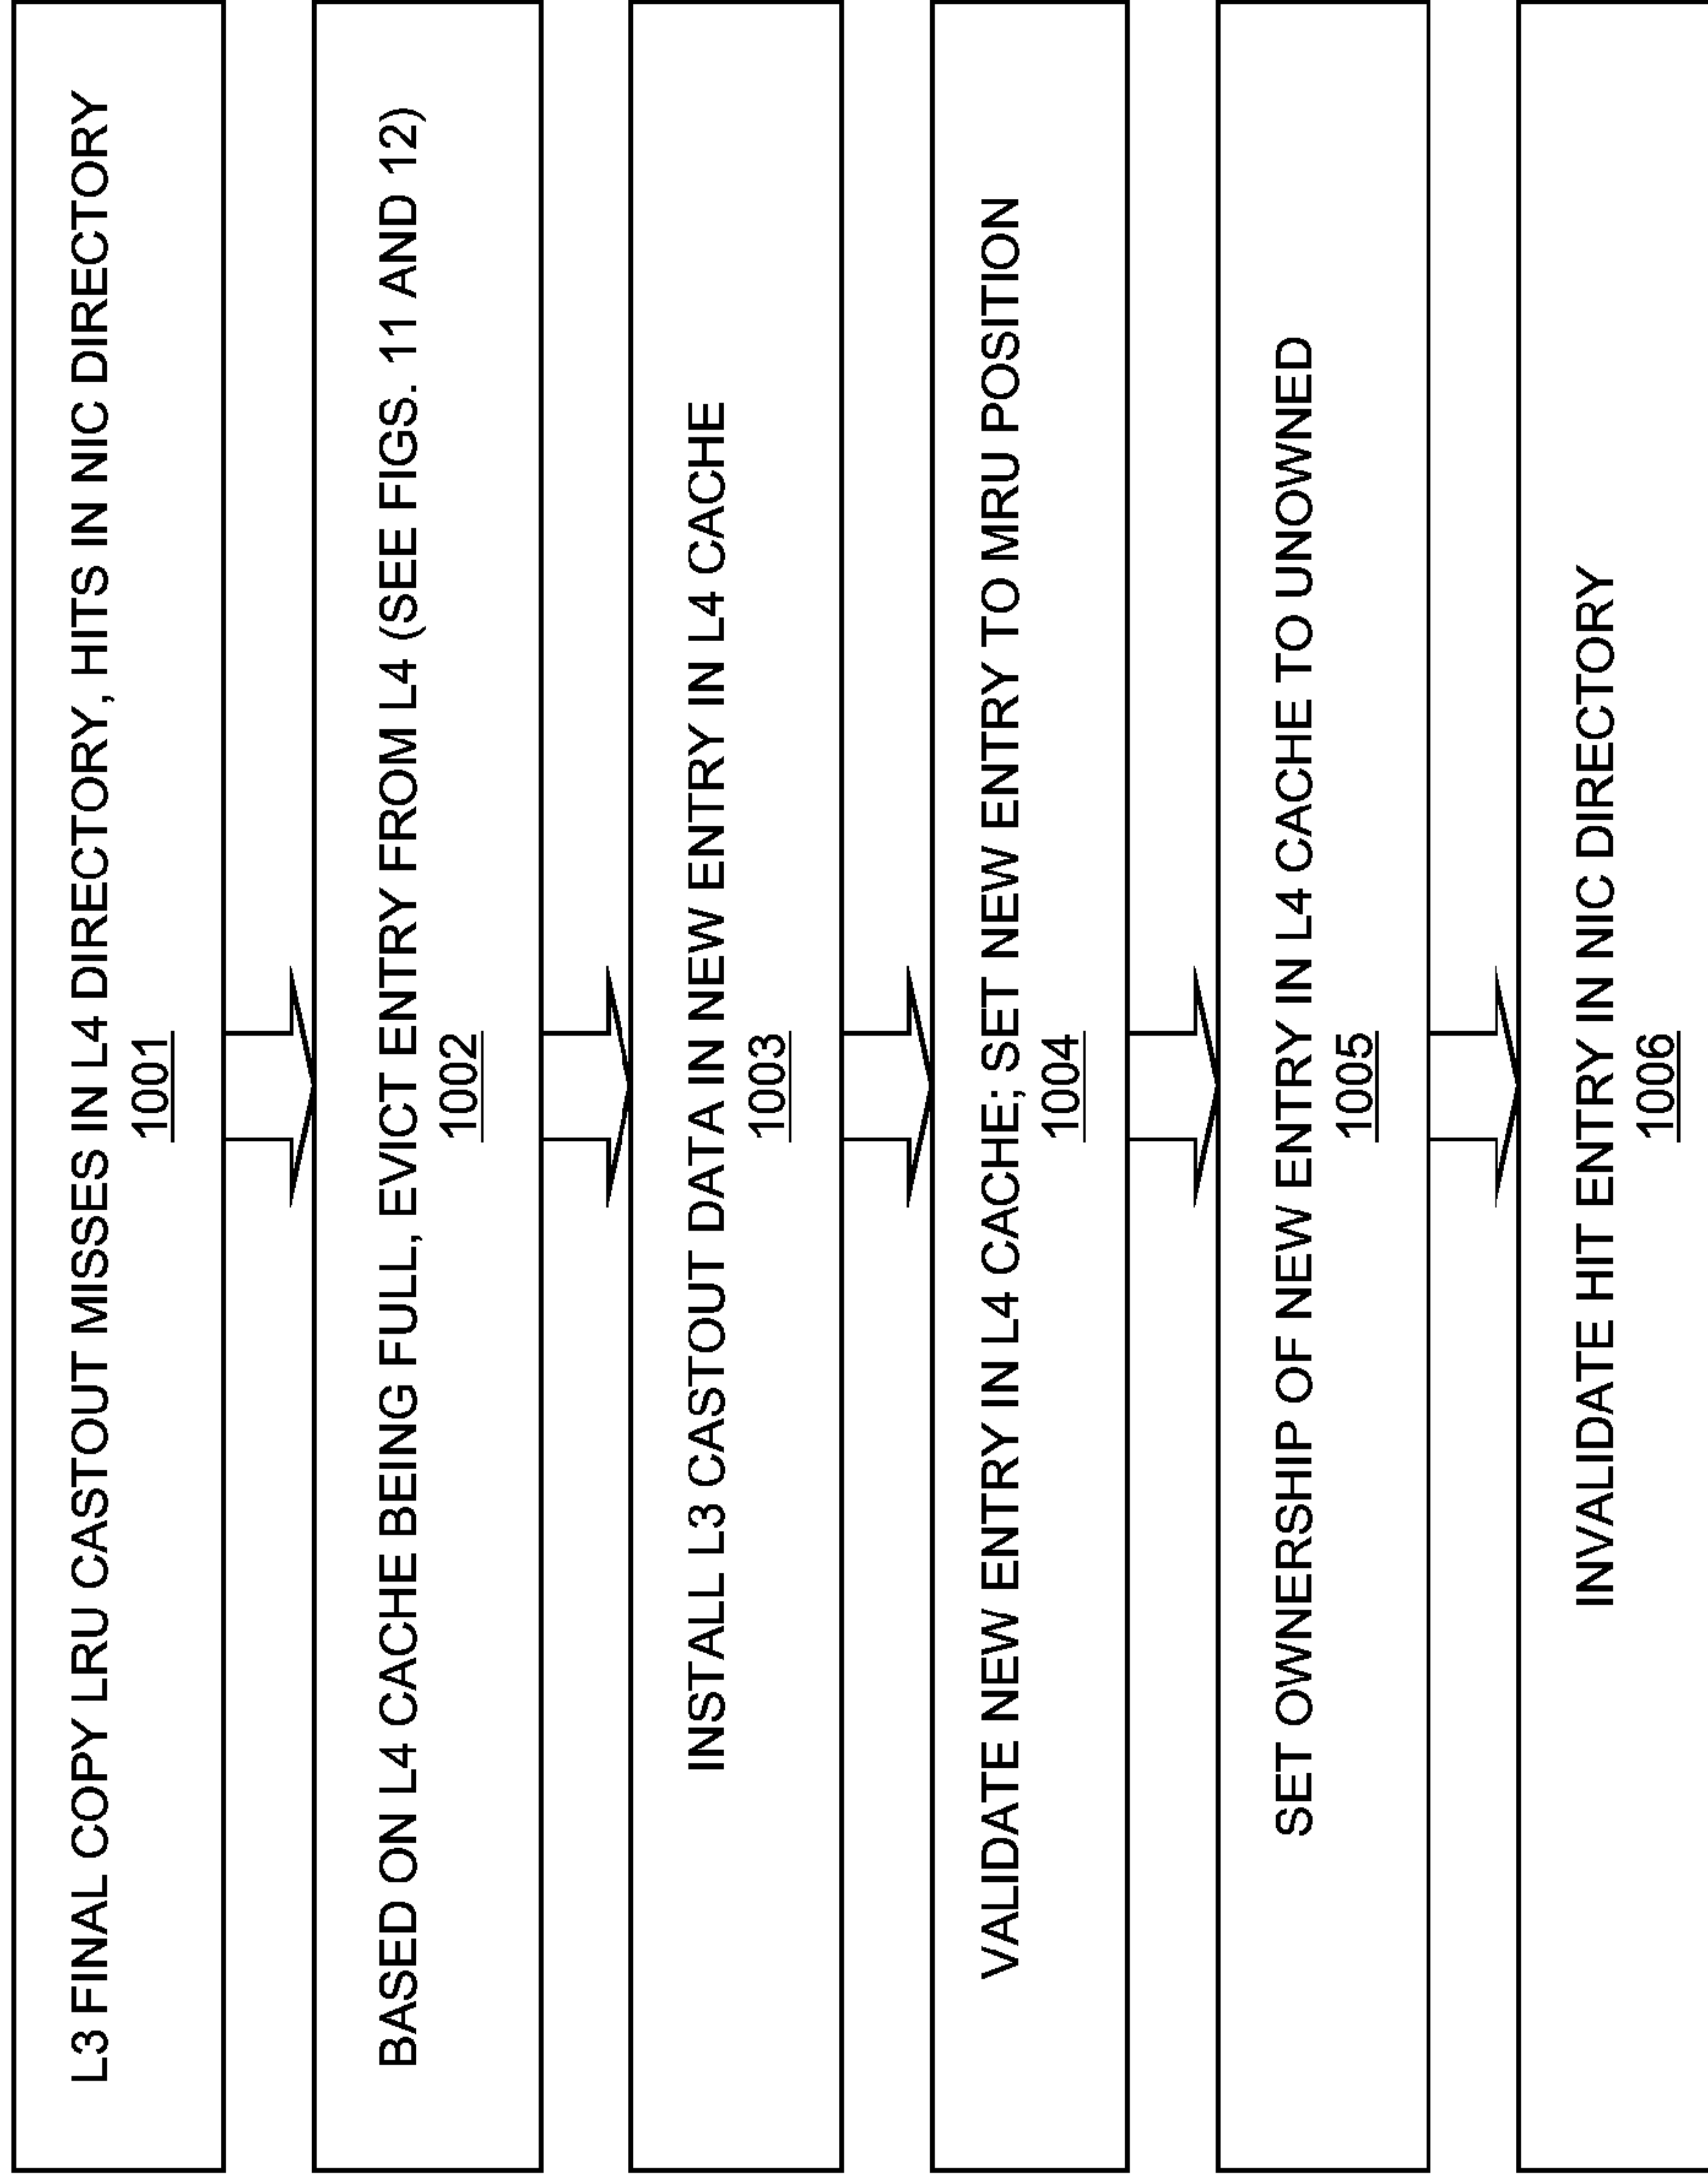 L3 FINAL COPY LRU CASTOUT MISSES IN L4 DIRECTORY, HITS IN NIC DIRECTORY
1001
BASED ON L4 CACHE BEING FULL, EVICT ENTRY FROM L4 (SEE FIGS. 11 AND 12)
1002
INSTALL L3 CASTOUT DATA IN NEW ENTRY IN L4 CACHE
1003
VALIDATE NEW ENTRY IN L4 CACHE; SET NEW ENTRY TO MRU POSITION
1004
SET OWNERSHIP OF NEW ENTRY IN L4 CACHE TO UNOWNED
1005
INVALIDATE HIT ENTRY IN NIC DIRECTORY
1006